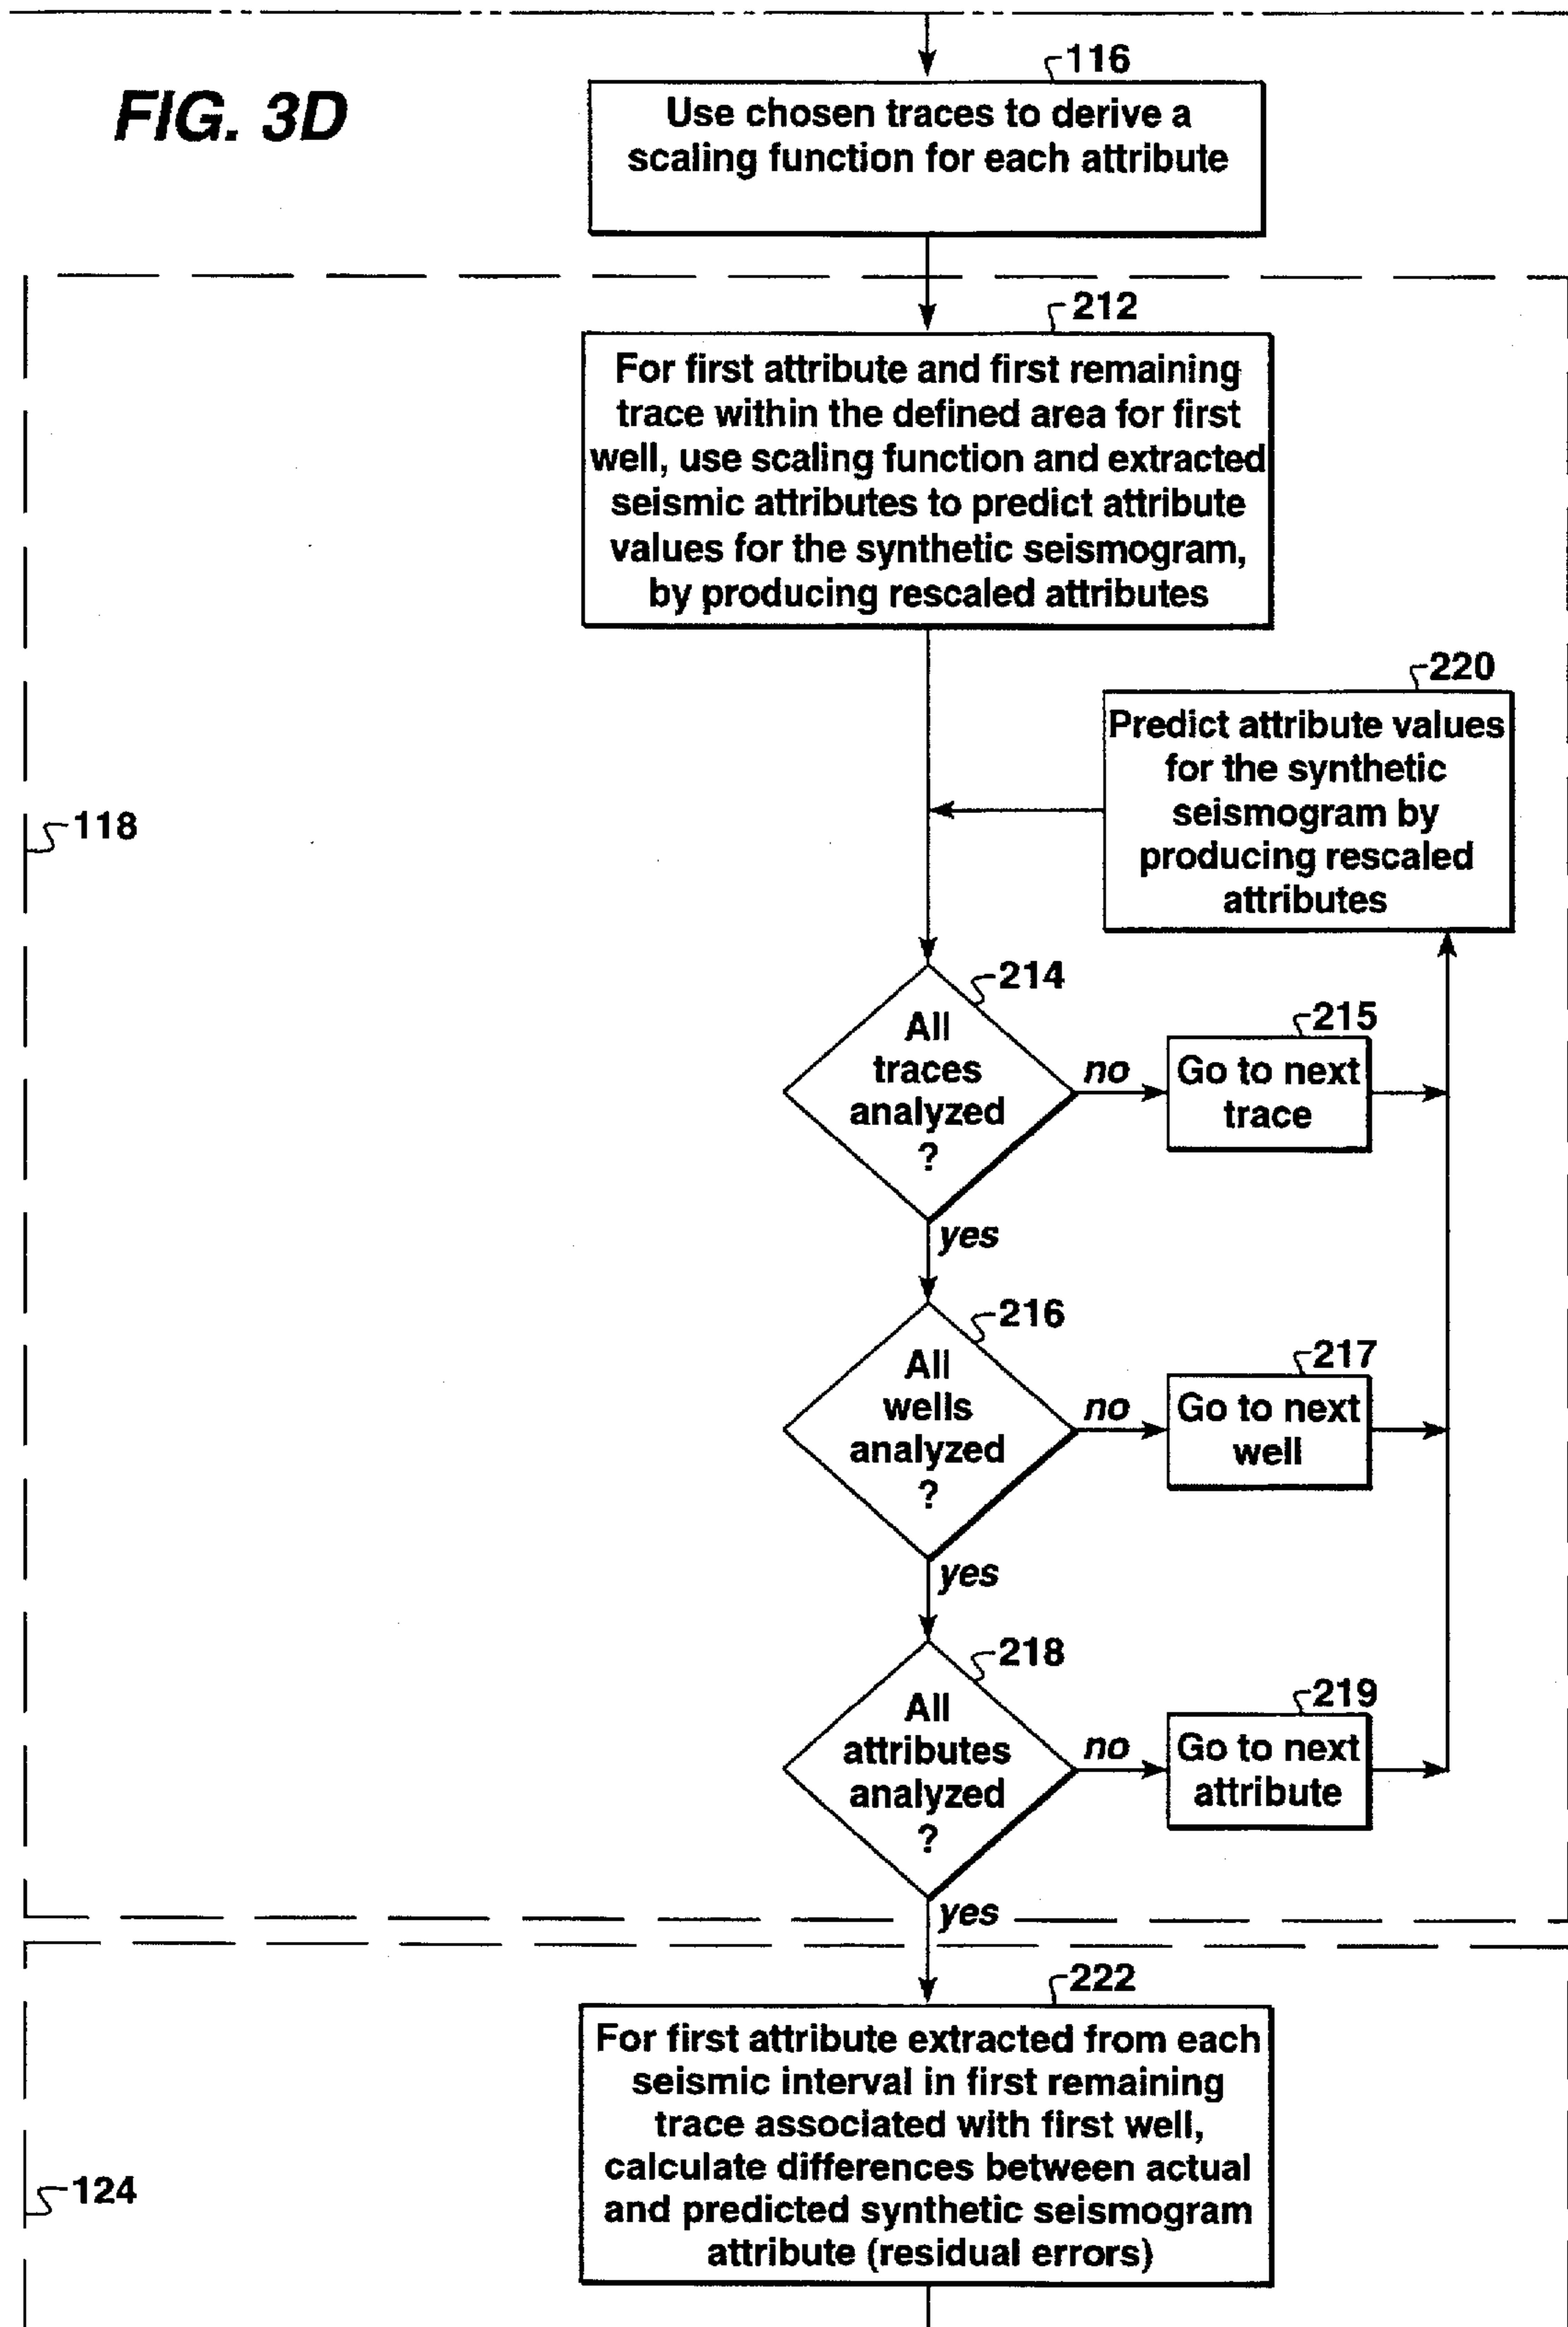 FIG. 3D
116
Use chosen traces to derive a
scaling function for each attribute
212
For first attribute and first remaining
trace within the defined area for first
well, use scaling function and extracted
seismic attributes to predict attribute
values for the synthetic seismogram,
by producing rescaled attributes
220
Predict attribute values
for the synthetic
seismogram by
producing rescaled
attributes
118
214
All
traces
analyzed
?
no
215
Go to next
trace
yes
216
All
wells
analyzed
?
no
217
Go to next
well
yes
218
All
attributes
analyzed
?
no
219
Go to next
attribute
yes
222
For first attribute extracted from each
seismic interval in first remaining
trace associated with first well,
calculate differences between actual
and predicted synthetic seismogram
attribute (residual errors)
124